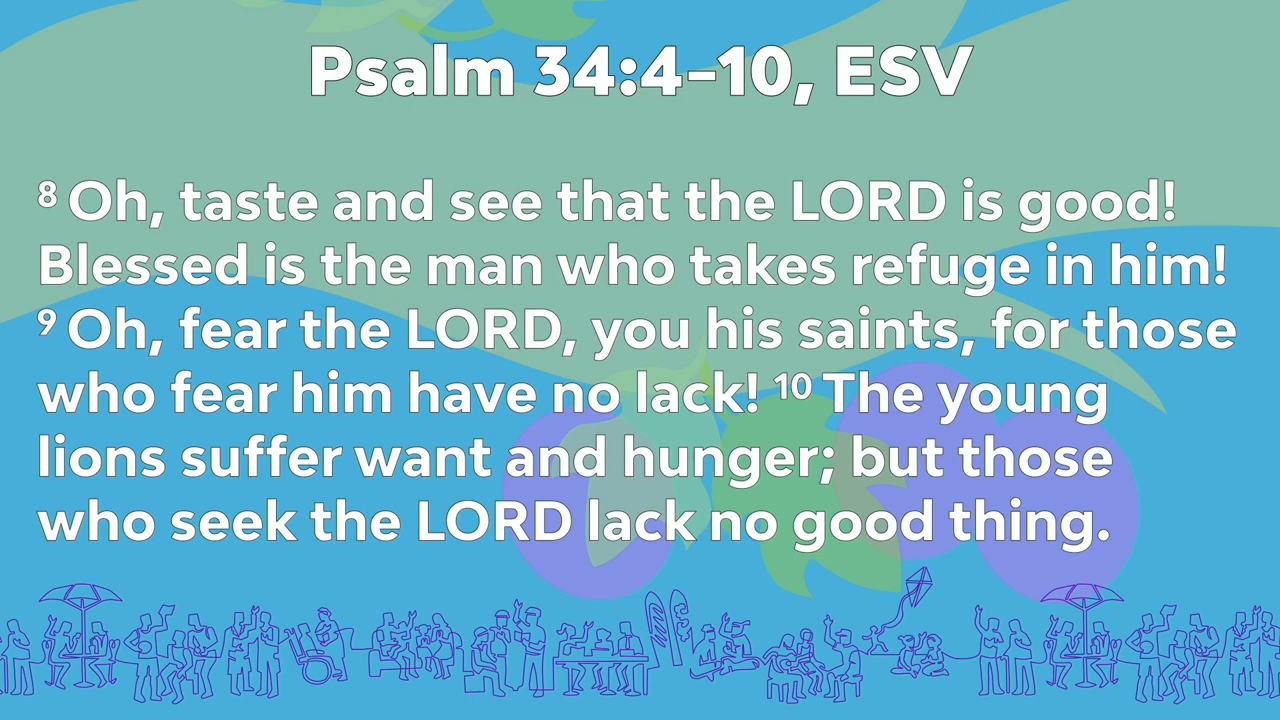 Psalm 34:4–10, ESV
⁸ Oh, taste and see that the LORD is good!
Blessed is the man who takes refuge in him!
⁹ Oh, fear the LORD, you his saints, for those
who fear him have no lack! ¹⁰ The young
lions suffer want and hunger; but those
who seek the LORD lack no good thing.